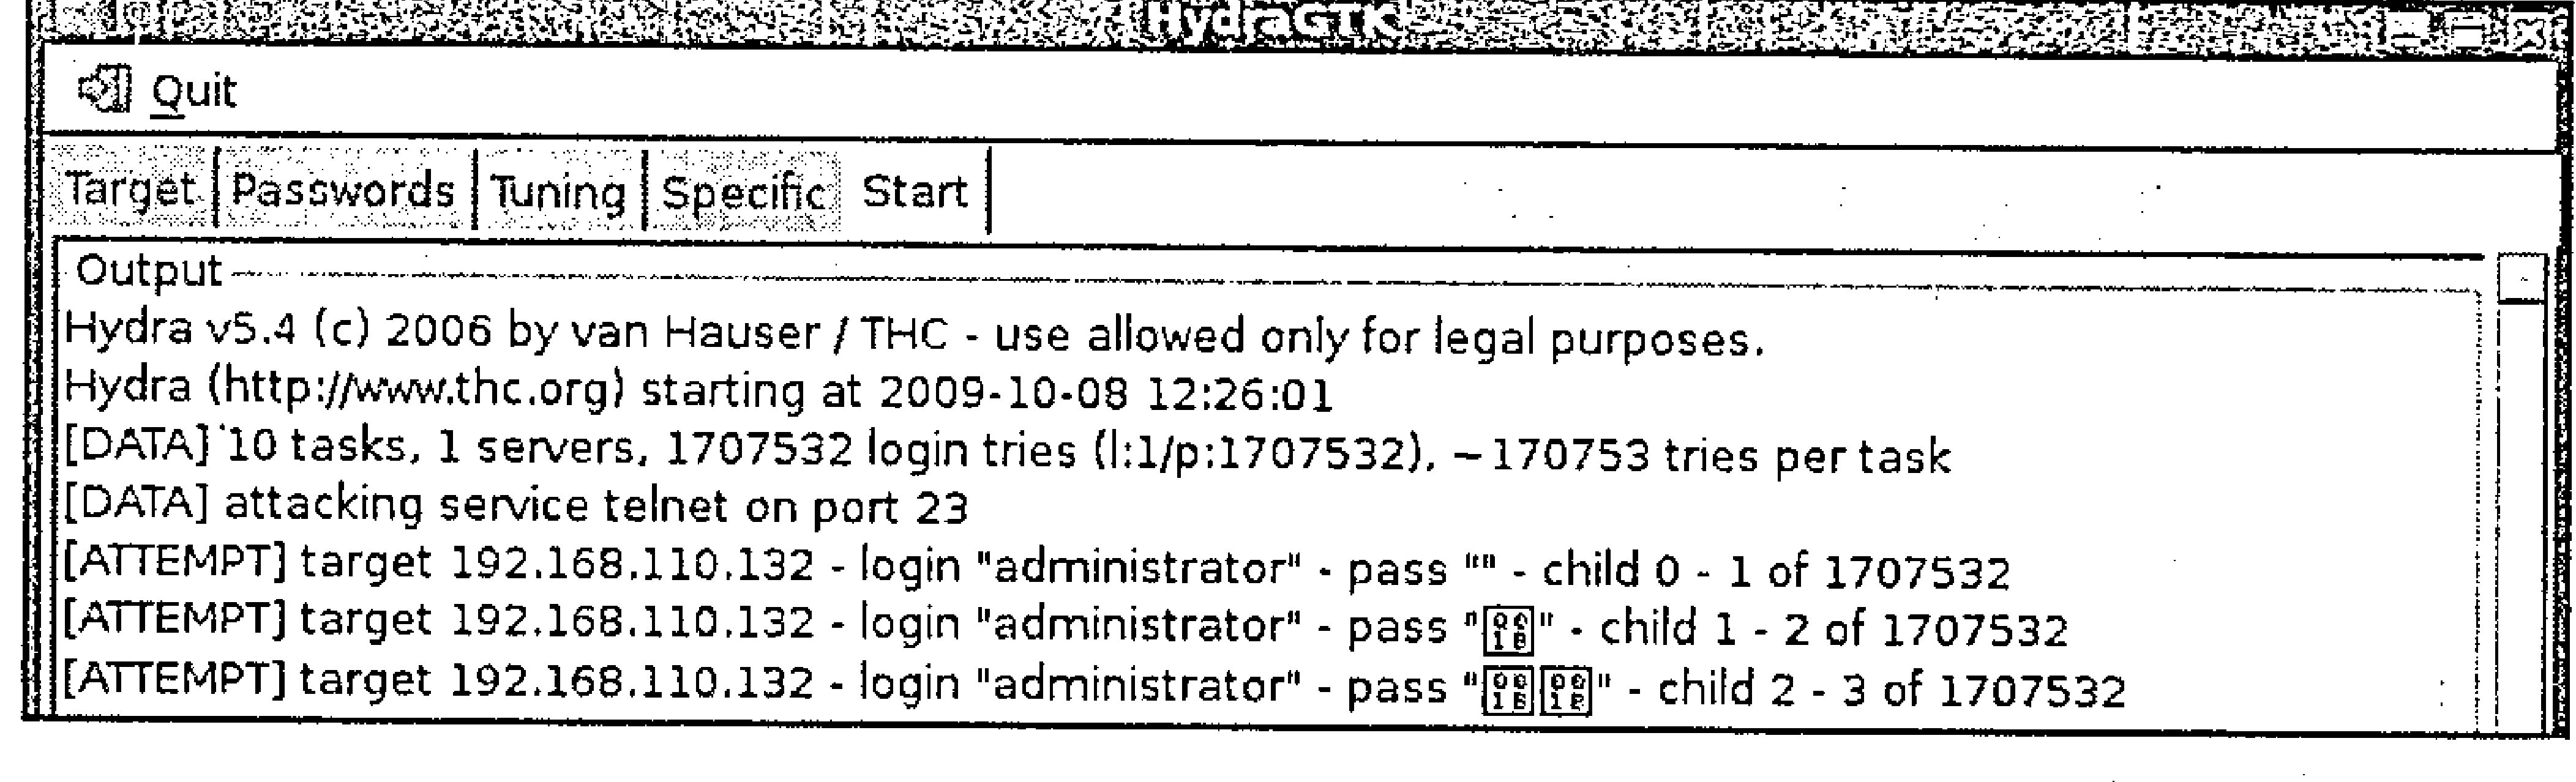 HydraGTK
Quit
Target Passwords Tuning Specific Start
Output
Hydra v5.4 (c) 2006 by van Hauser / THC - use allowed only for legal purposes.
Hydra (http://www.thc.org) starting at 2009-10-08 12:26:01
[DATA] 10 tasks, 1 servers, 1707532 login tries (l:1/p:1707532), ~170753 tries per task
[DATA] attacking service telnet on port 23
[ATTEMPT] target 192.168.110.132 - login "administrator" - pass "" - child 0 - 1 of 1707532
[ATTEMPT] target 192.168.110.132 - login "administrator" - pass "" - child 1 - 2 of 1707532
[ATTEMPT] target 192.168.110.132 - login "administrator" - pass "" - child 2 - 3 of 1707532